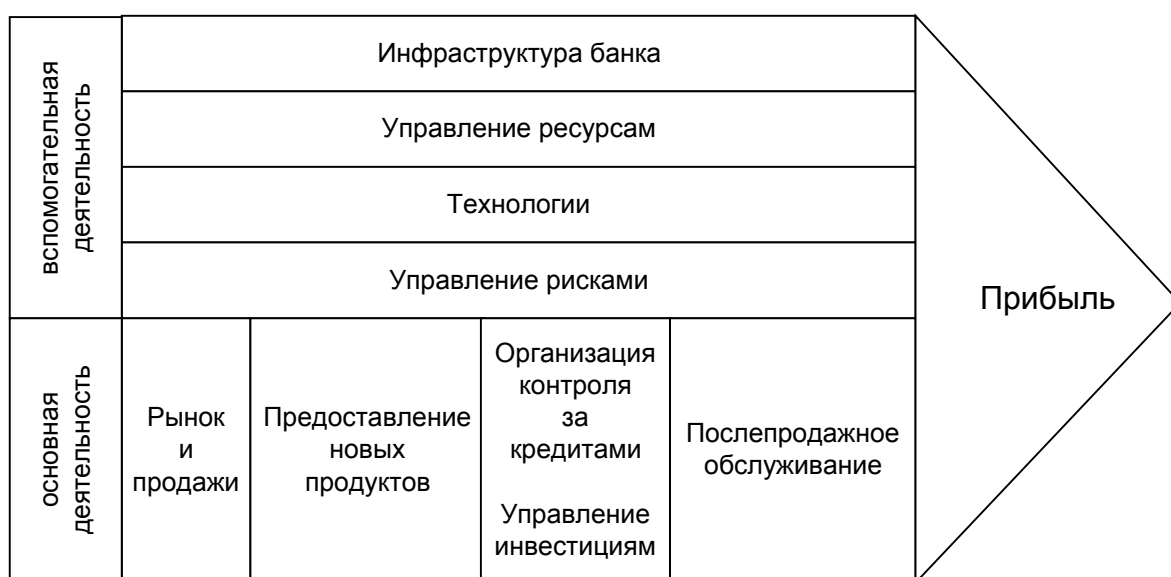 вспомогательная
деятельность
Инфраструктура банка
Управление ресурсам
Технологии
Управление рисками
Прибыль
основная
деятельность
Рынок
и
продажи
Предоставление
новых
продуктов
Организация
контроля
за
кредитами
Управление
инвестициям
Послепродажное
обслуживание